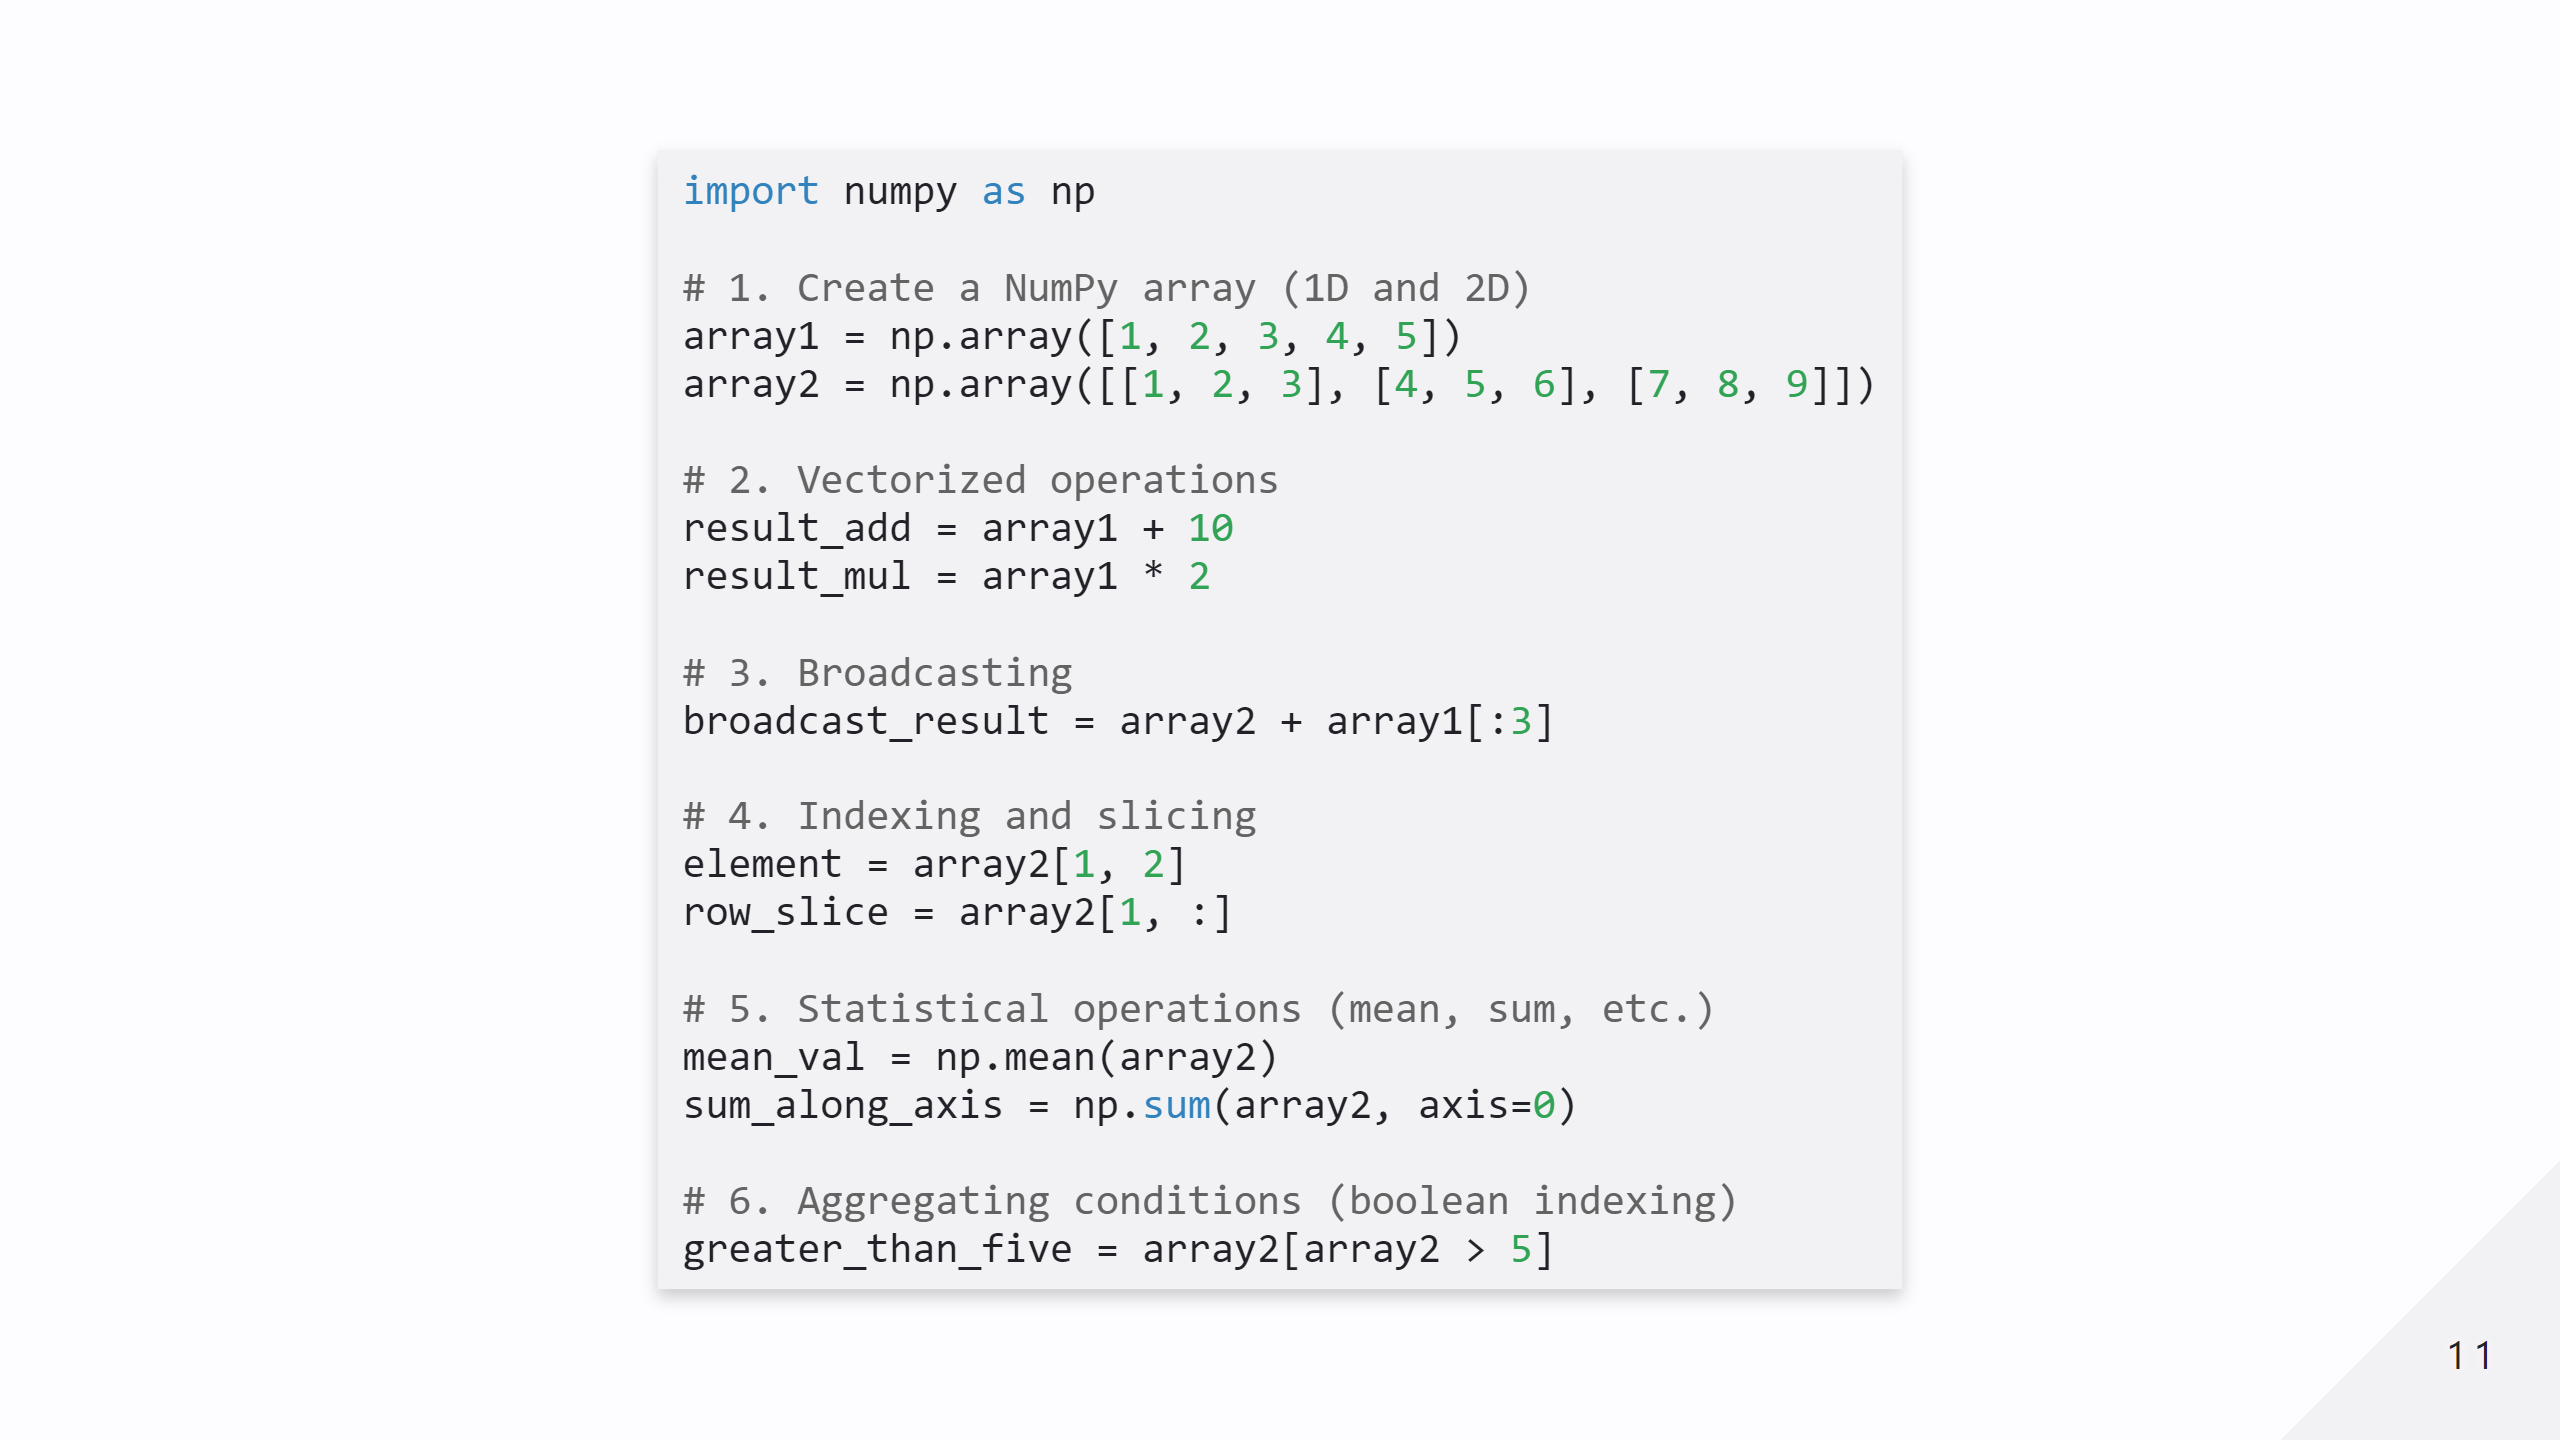 import numpy as np
# 1. Create a NumPy array (1D and 2D)
array1 = np.array([1, 2, 3, 4, 5])
array2 = np.array([[1, 2, 3], [4, 5, 6], [7, 8, 9]])
# 2. Vectorized operations
result_add = array1 + 10
result_mul = array1 * 2
# 3. Broadcasting
broadcast_result = array2 + array1[:3]
# 4. Indexing and slicing
element = array2[1, 2]
row_slice = array2[1, :]
# 5. Statistical operations (mean, sum, etc.)
mean_val = np.mean(array2)
sum_along_axis = np.sum(array2, axis=0)
# 6. Aggregating conditions (boolean indexing)
greater_than_five = array2[array2 > 5]
11